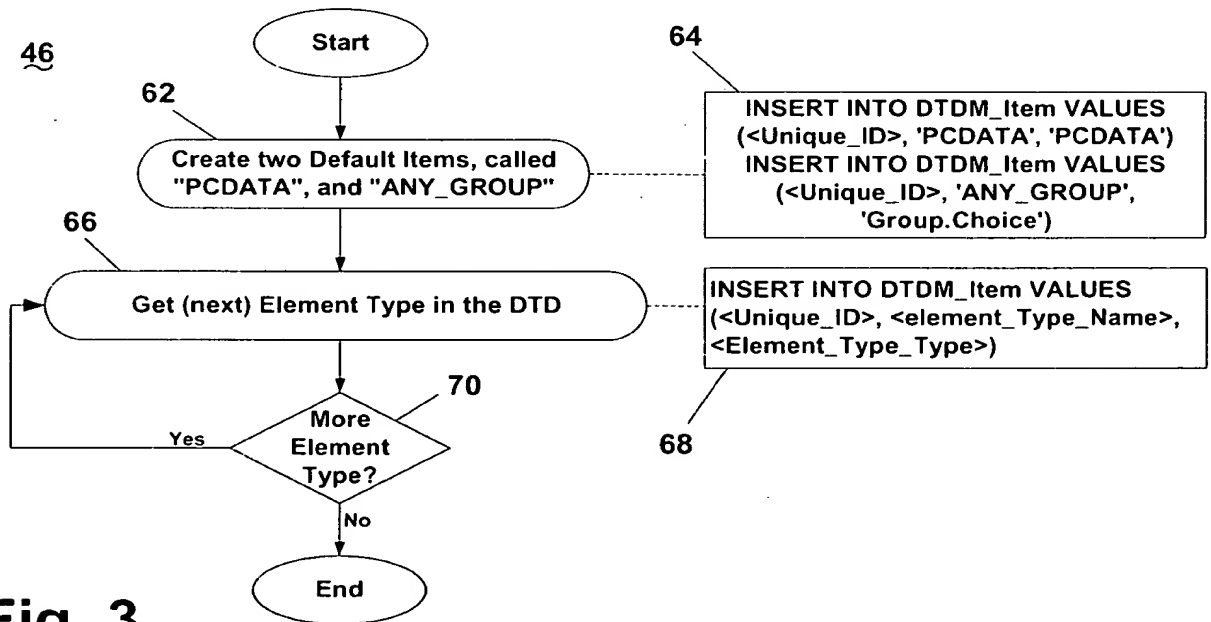 46
Start
62
Create two Default Items, called
"PCDATA", and "ANY_GROUP"
64
INSERT INTO DTDM_Item VALUES
(<Unique_ID>, 'PCDATA', 'PCDATA')
INSERT INTO DTDM_Item VALUES
(<Unique_ID>, 'ANY_GROUP',
'Group.Choice')
66
Get (next) Element Type in the DTD
INSERT INTO DTDM_Item VALUES
(<Unique_ID>, <element_Type_Name>,
<Element_Type_Type>)
68
70
More
Element
Type?
Yes
No
End
Fig. 3